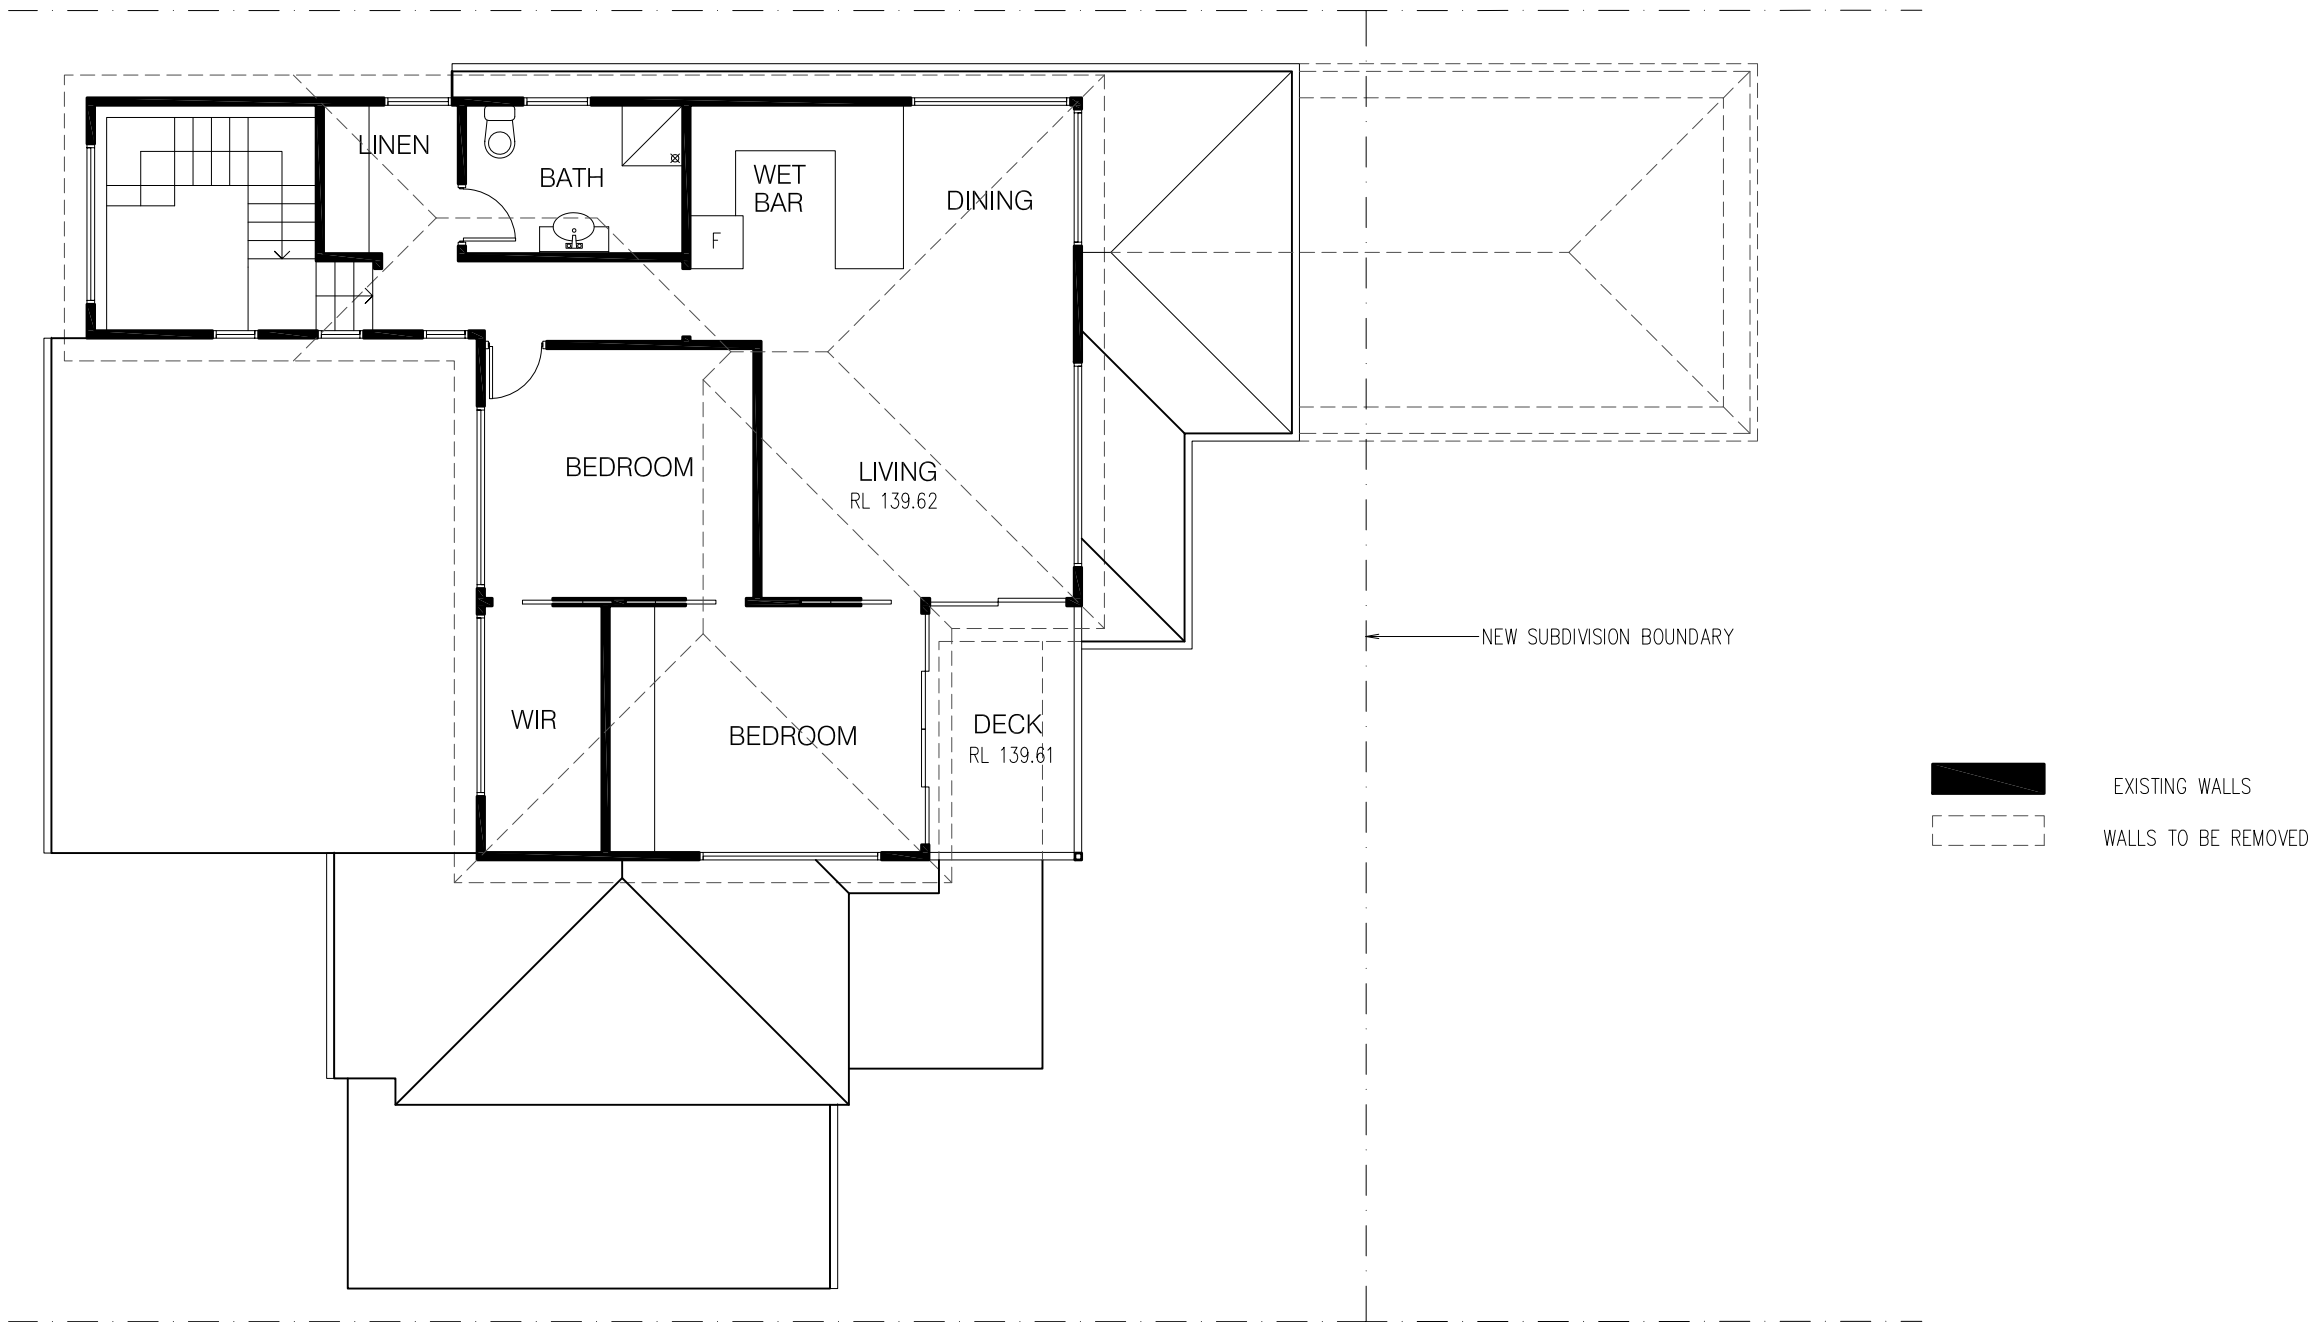 LINEN
BATH
WET
BAR
DINING
F
BEDROOM
LIVING
RL 139.62
NEW SUBDIVISION BOUNDARY
WIR
BEDROOM
DECK
RL 139.61
EXISTING WALLS
WALLS TO BE REMOVED